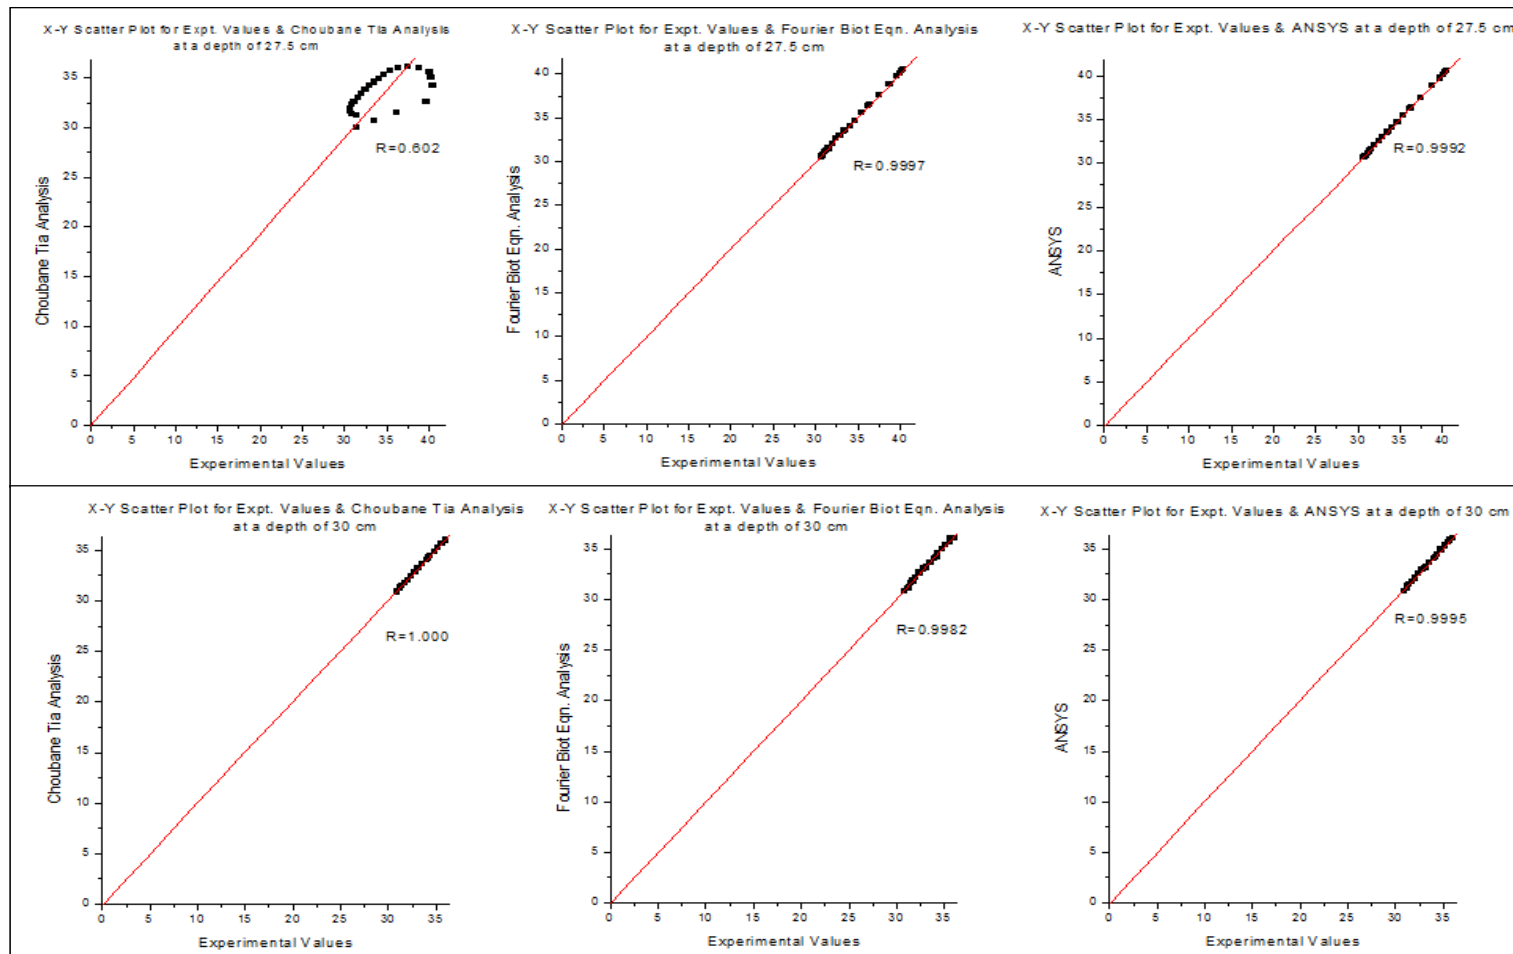 X-Y Scatter Plot for Expt. Values & Choubane Tia Analysis
at a depth of 27.5 cm
35
30
25
20
15
10
5
0
Choubane Tia Analysis
R=0.602
0 5 10 15 20 25 30 35 40
Experimental Values
X-Y Scatter Plot for Expt. Values & Fourier Biot Eqn. Analysis
at a depth of 27.5 cm
40
35
30
25
20
15
10
5
0
Fourier Biot Eqn. Analysis
R=0.9997
0 5 10 15 20 25 30 35 40
Experimental Values
X-Y Scatter Plot for Expt. Values & ANSYS at a depth of 27.5 cm
40
35
30
25
20
15
10
5
0
ANSYS
R=0.9992
0 5 10 15 20 25 30 35 40
Experimental Values
X-Y Scatter Plot for Expt. Values & Choubane Tia Analysis
at a depth of 30 cm
35
30
25
20
15
10
5
0
Choubane Tia Analysis
R=1.000
0 5 10 15 20 25 30 35
Experimental Values
X-Y Scatter Plot for Expt. Values & Fourier Biot Eqn. Analysis
at a depth of 30 cm
35
30
25
20
15
10
5
0
Fourier Biot Eqn. Analysis
R=0.9982
0 5 10 15 20 25 30 35
Experimental Values
X-Y Scatter Plot for Expt. Values & ANSYS at a depth of 30 cm
35
30
25
20
15
10
5
0
ANSYS
R=0.9995
0 5 10 15 20 25 30 35
Experimental Values